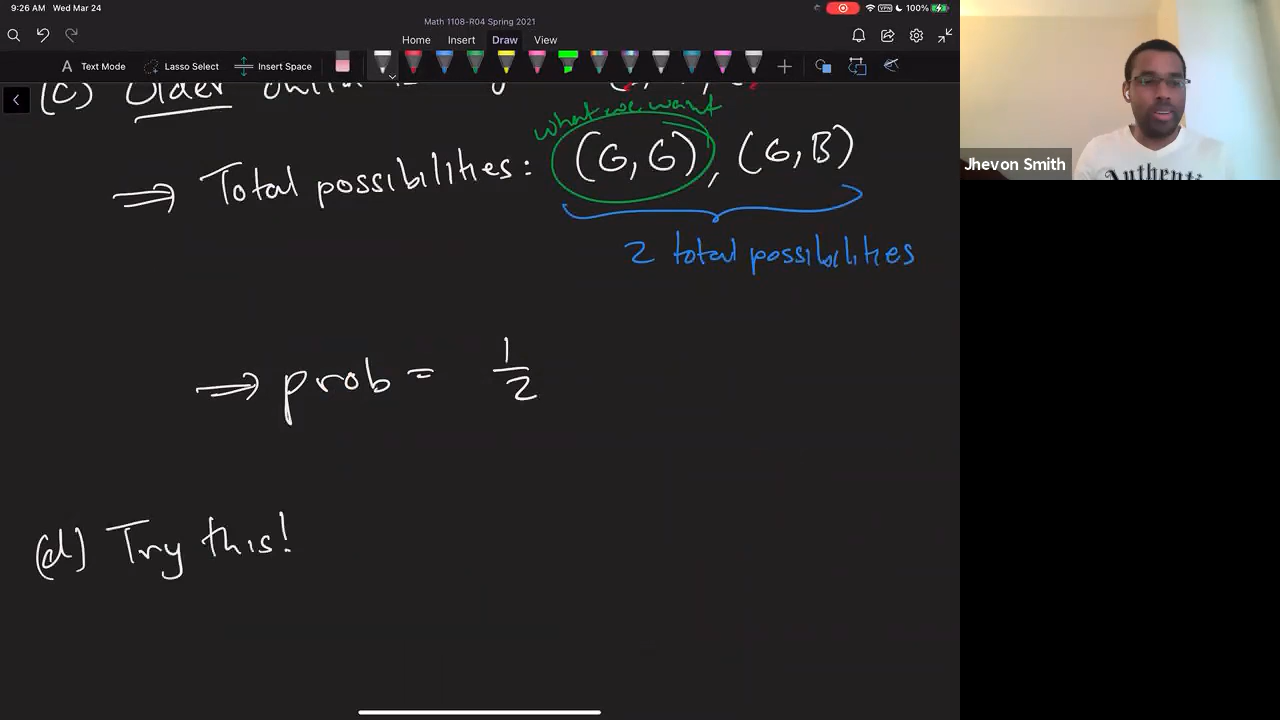 9:26 AM Wed Mar 24
VPN 100%
Math 1108-R04 Spring 2021
Home Insert Draw View
Text Mode Lasso Select Insert Space
(c) Older
what we want
⟹ Total possibilities: (G,G), (G,B)
2 total possibilities
⟹ prob = 1/2
(d) Try this!
Jhevon Smith
Authentic